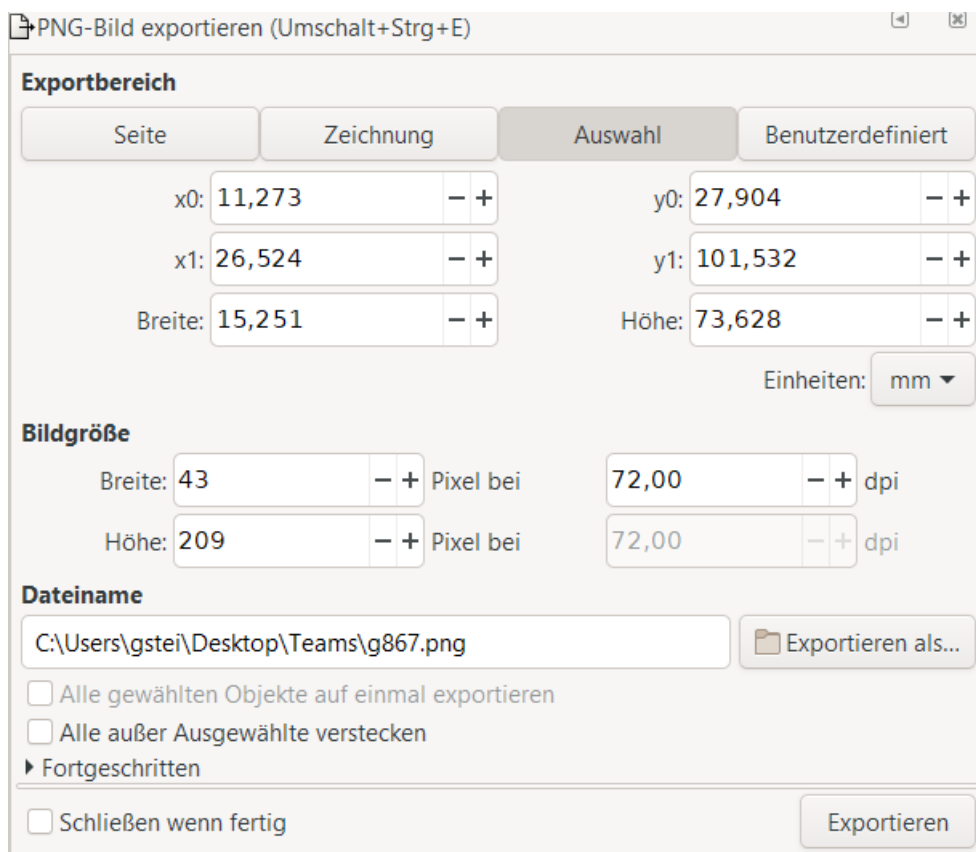 PNG-Bild exportieren (Umschalt+Strg+E)
Exportbereich
Seite Zeichnung Auswahl Benutzerdefiniert
x0: 11,273 − + y0: 27,904 − +
x1: 26,524 − + y1: 101,532 − +
Breite: 15,251 − + Höhe: 73,628 − +
Einheiten: mm
Bildgröße
Breite: 43 − + Pixel bei 72,00 − + dpi
Höhe: 209 − + Pixel bei 72,00 − + dpi
Dateiname
C:\Users\gstei\Desktop\Teams\g867.png Exportieren als...
Alle gewählten Objekte auf einmal exportieren
Alle außer Ausgewählte verstecken
Fortgeschritten
Schließen wenn fertig Exportieren